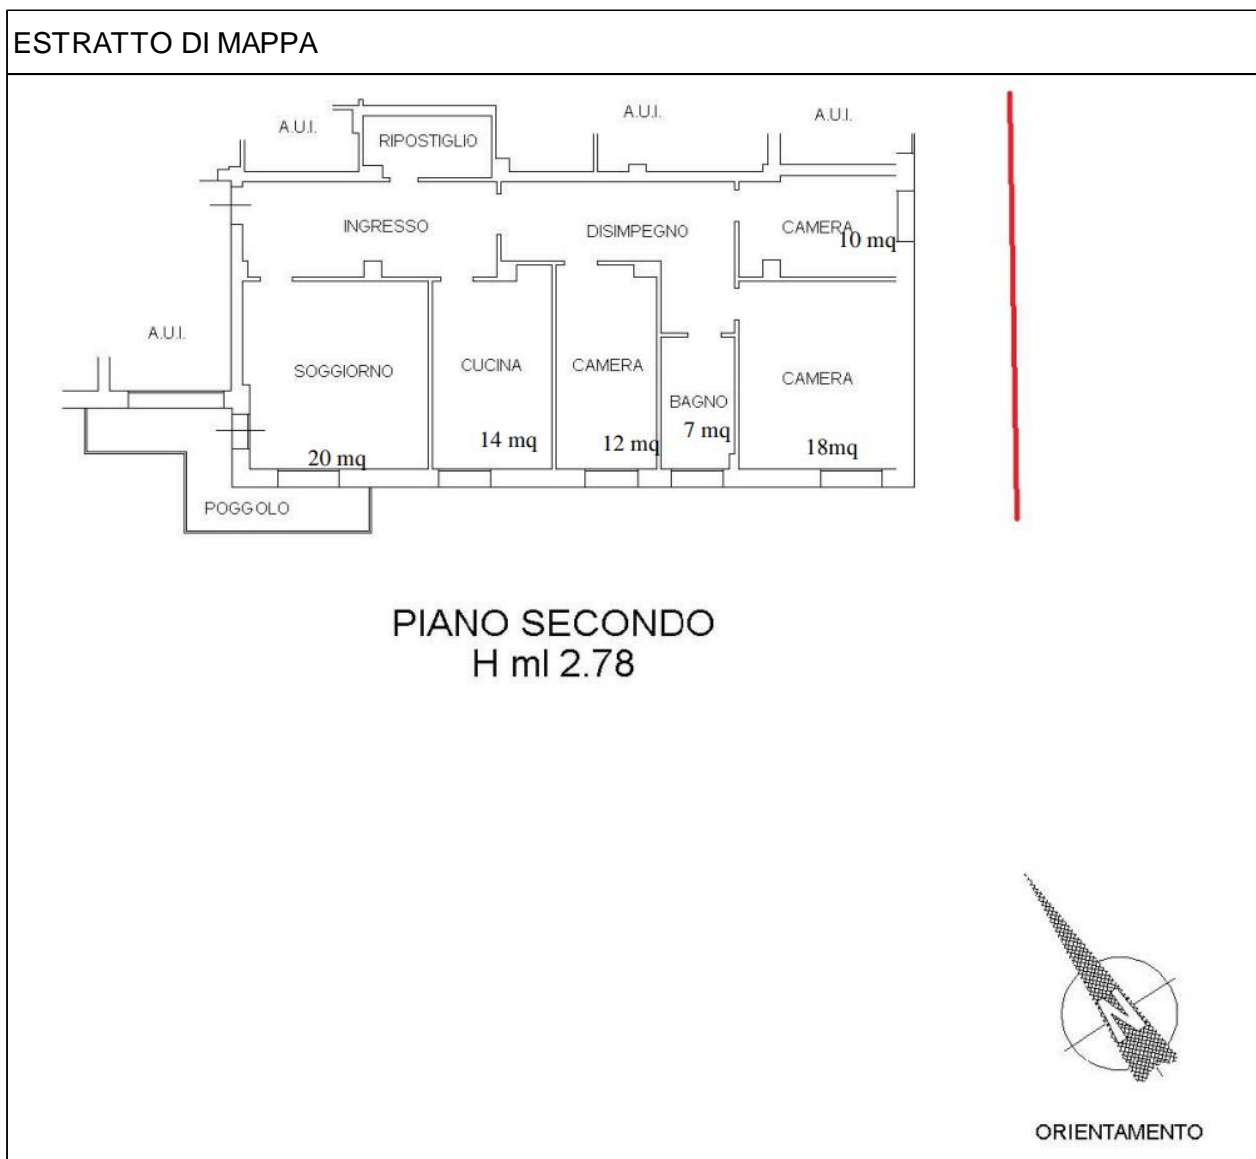 ESTRATTO DI MAPPA
A.U.I.
RIPOSTIGLIO
A.U.I.
A.U.I.
INGRESSO
DISIMPEGNO
CAMERA
10 mq
A.U.I.
SOGGIORNO
CUCINA
CAMERA
BAGNO
CAMERA
20 mq
14 mq
12 mq
7 mq
18mq
POGGOLO
PIANO SECONDO
H ml 2.78
N
ORIENTAMENTO